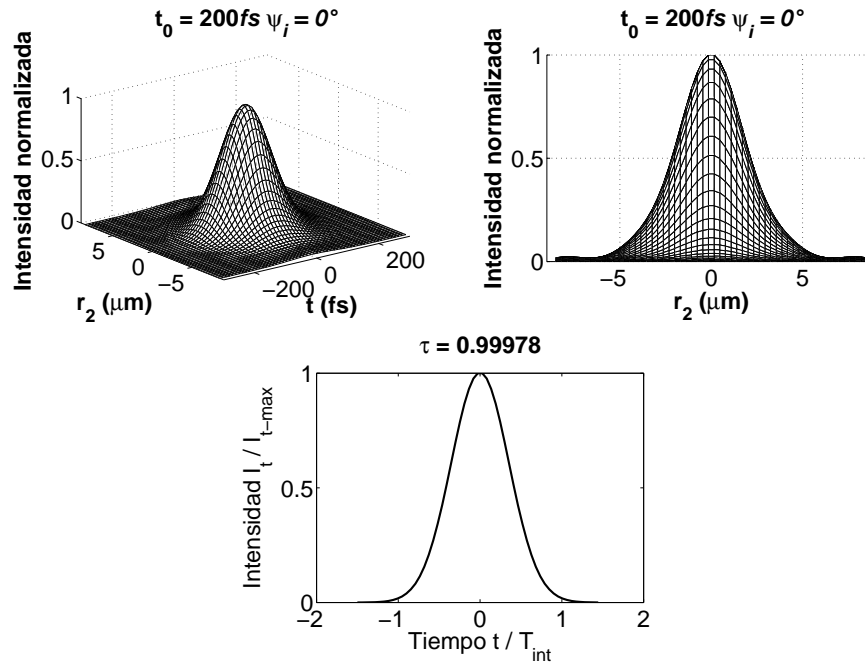 t0 = 200fs ψi = 0°
Intensidad normalizada
1
0.5
0
5
0
−5
r2 (μm)
−200
0
200
t (fs)
t0 = 200fs ψi = 0°
Intensidad normalizada
1
0.5
0
−5
0
5
r2 (μm)
τ = 0.99978
Intensidad It / It−max
1
0.5
0
−2
−1
0
1
2
Tiempo t / Tint